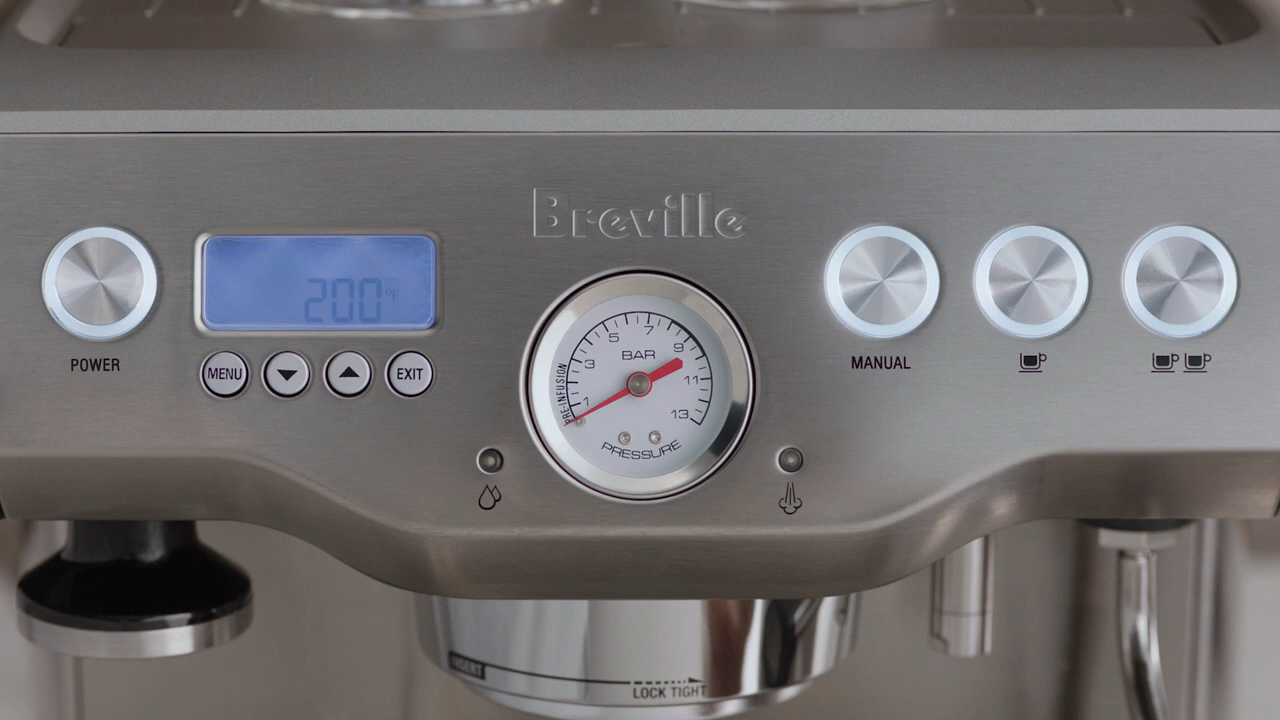 Breville
200°F
POWER
MENU
EXIT
MANUAL
PRE-INFUSION
1
3
5
7
9
11
13
BAR
PRESSURE
INSERT
LOCK TIGHT